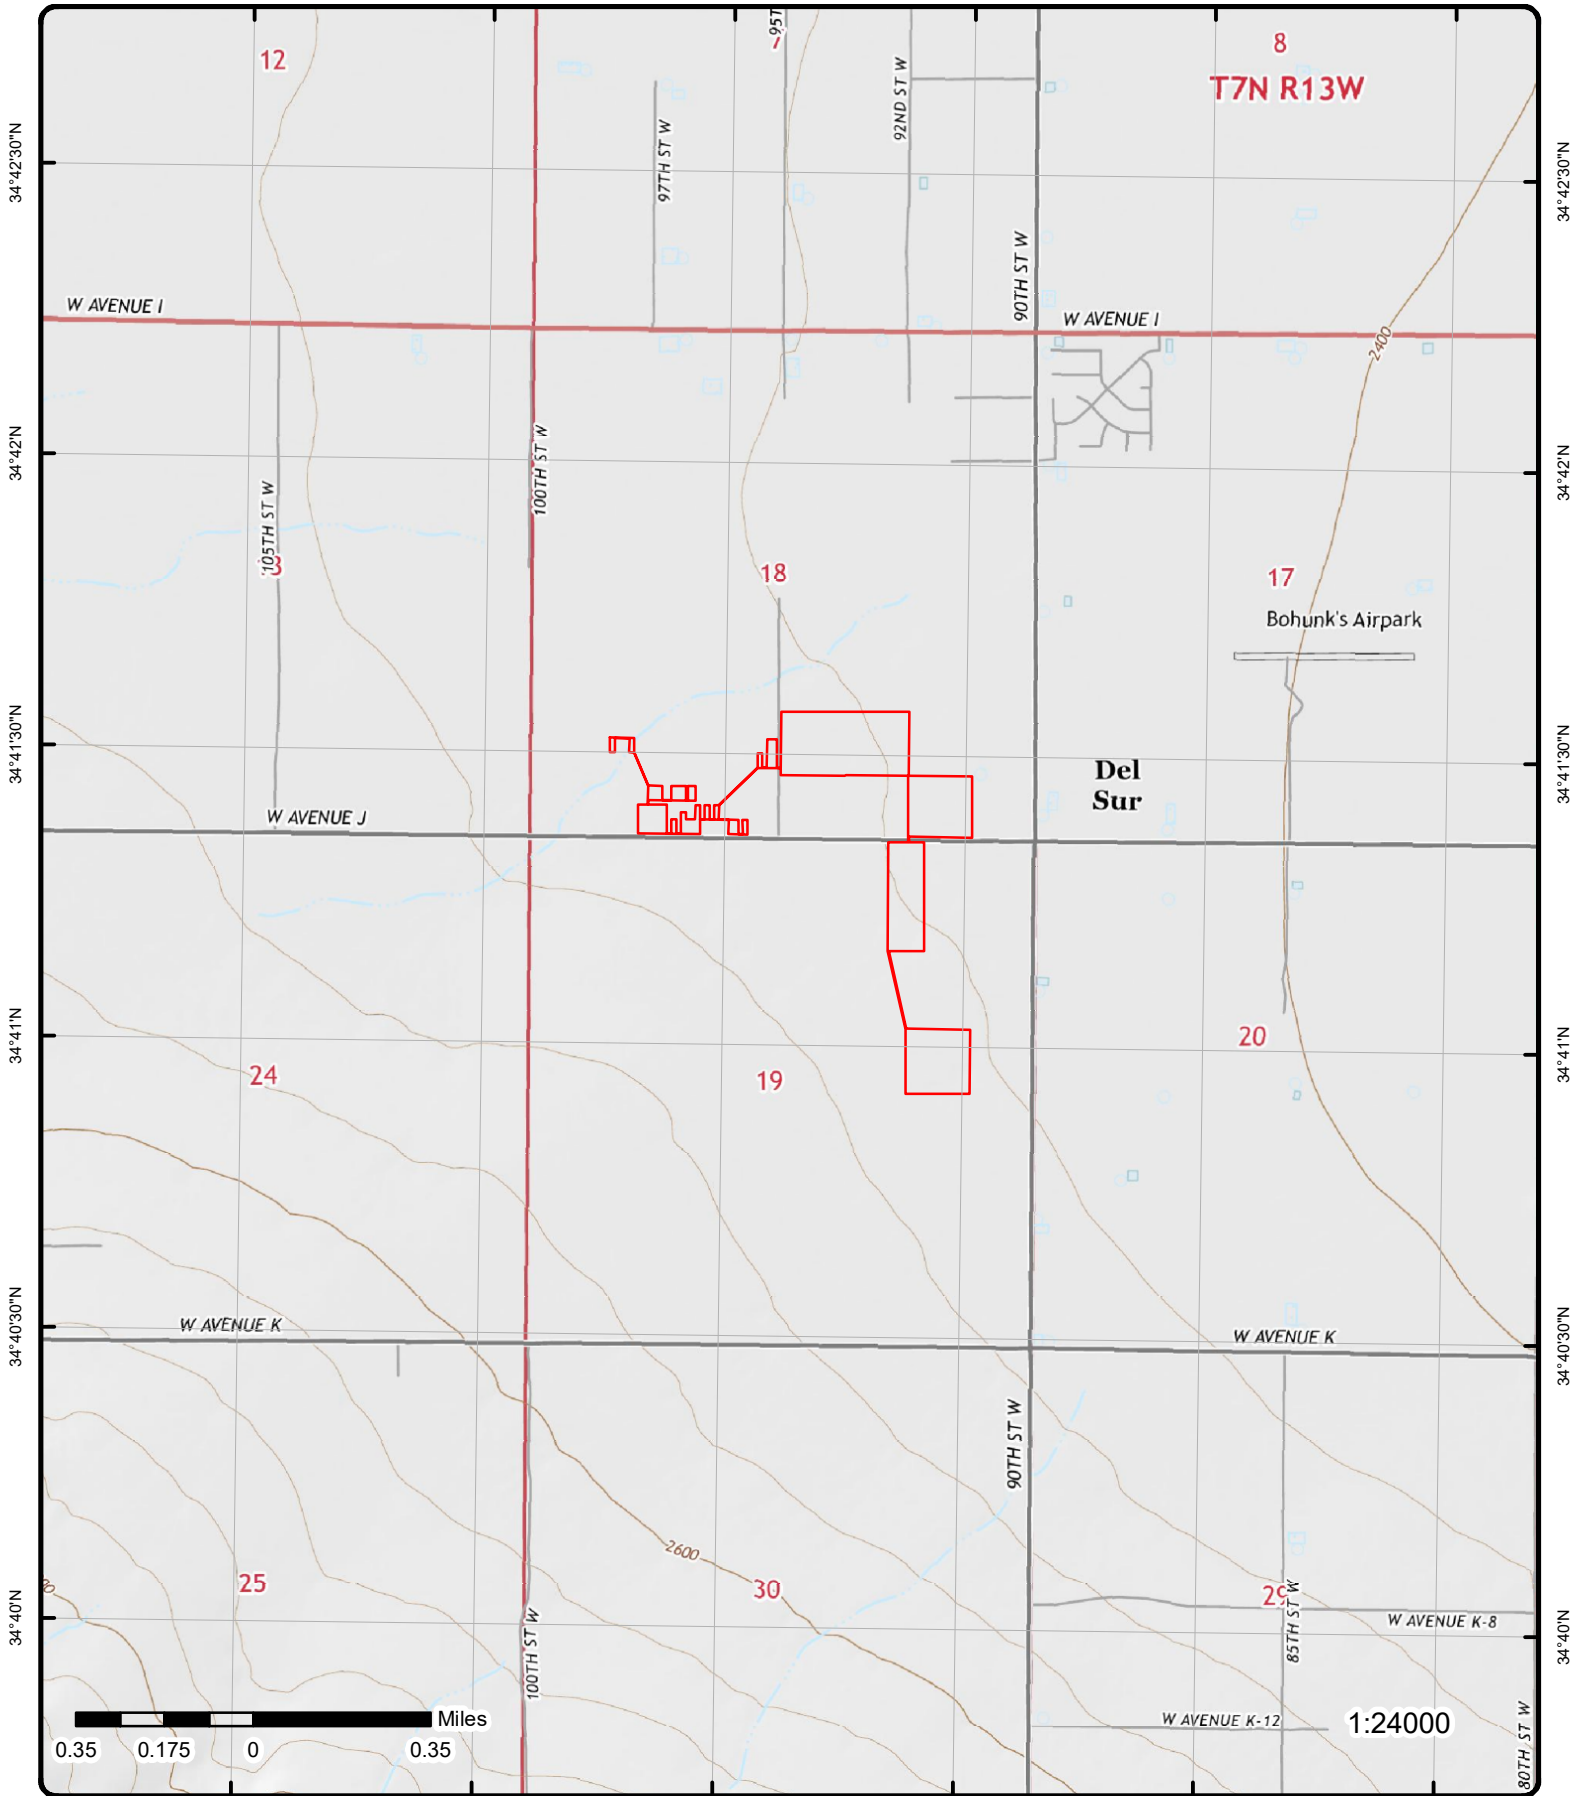 12
95T
7
8
T7N R13W
92ND ST W
97TH ST W
34°42'30"N
34°42'30"N
90TH ST W
W AVENUE I
W AVENUE I
2400
34°42'N
34°42'N
100TH ST W
105TH ST W
3
18
17
Bohunk's Airpark
34°41'30"N
34°41'30"N
Del
Sur
W AVENUE J
34°41'N
34°41'N
20
24
19
34°40'30"N
34°40'30"N
W AVENUE K
W AVENUE K
90TH ST W
2600
25
30
29
34°40'N
34°40'N
85TH ST W
W AVENUE K-8
100TH ST W
Miles
W AVENUE K-12
1:24000
80TH ST W
0.35 0.175 0 0.35